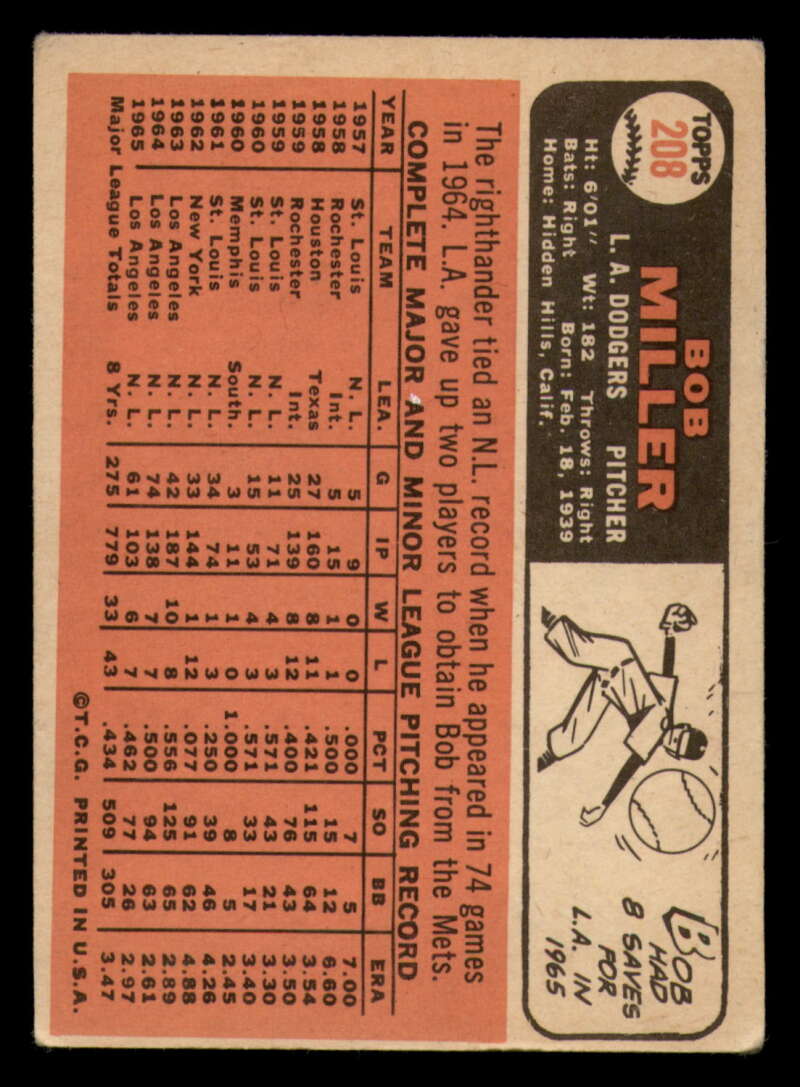 TOPPS
208
BOB
MILLER
L. A. DODGERS PITCHER
Ht: 6'01" Wt: 182 Throws: Right
Bats: Right Born: Feb. 18, 1939
Home: Hidden Hills, Calif.
BOB
HAD
8 SAVES
FOR
L.A. IN
1965
The righthander tied an N.L. record when he appeared in 74 games
in 1964. L.A. gave up two players to obtain Bob from the Mets.
COMPLETE MAJOR AND MINOR LEAGUE PITCHING RECORD
YEAR TEAM LEA. G IP W L PCT SO BB ERA
1957 St. Louis N. L. 5 9 0 0 .000 7 5 7.00
1958 Rochester Int. 5 15 1 1 .500 15 12 6.60
1958 Houston Texas 27 160 8 11 .421 115 64 3.54
1959 Rochester Int. 25 139 8 12 .400 76 43 3.50
1959 St. Louis N. L. 11 71 4 3 .571 43 21 3.30
1960 St. Louis N. L. 15 53 4 3 .571 33 17 3.40
1960 Memphis South. 3 11 1 0 1.000 8 5 2.45
1961 St. Louis N. L. 34 74 1 3 .250 39 46 4.26
1962 New York N. L. 33 144 1 12 .077 91 62 4.88
1963 Los Angeles N. L. 42 187 10 8 .556 125 65 2.89
1964 Los Angeles N. L. 74 138 7 7 .500 94 63 2.61
1965 Los Angeles N. L. 61 103 6 7 .462 77 26 2.97
Major League Totals 8 Yrs. 275 779 33 43 .434 509 305 3.47
©T.C.G. PRINTED IN U.S.A.